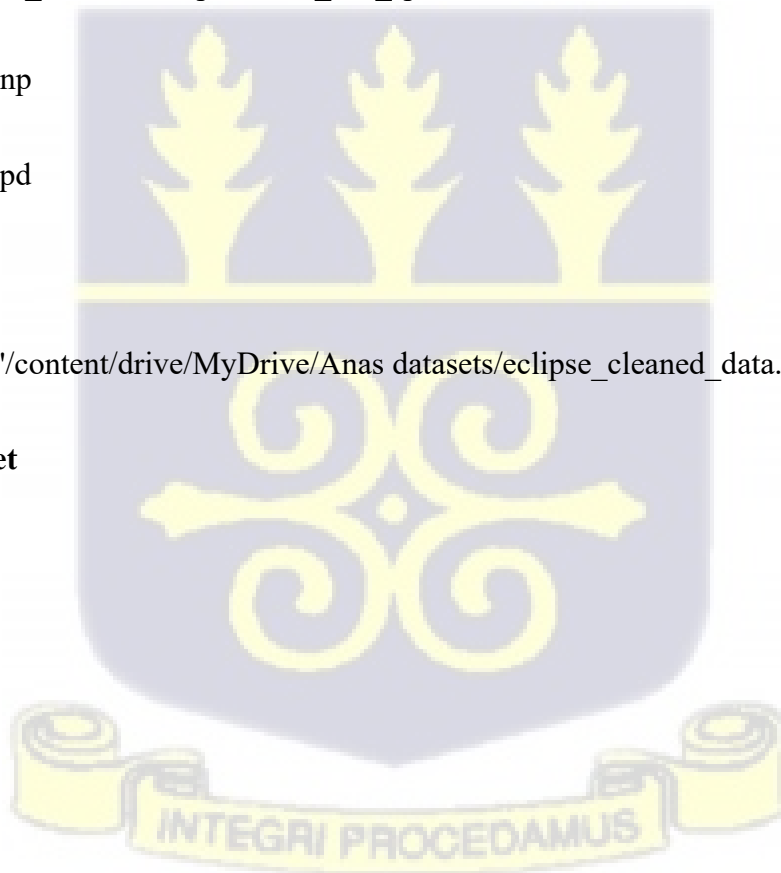 np
pd
'/content/drive/MyDrive/Anas datasets/eclipse_cleaned_data.
et
INTEGRI PROCEDAMUS